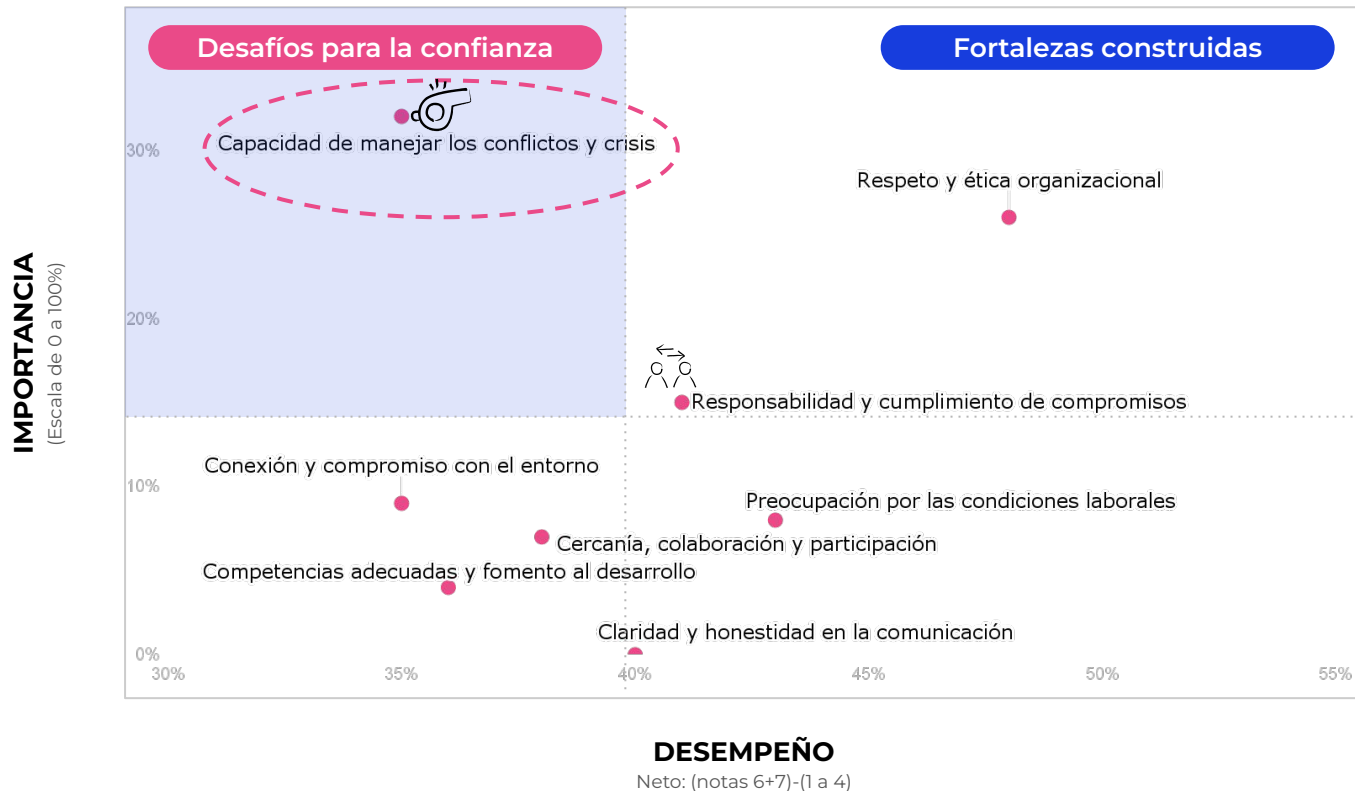 Desafíos para la confianza
Fortalezas construidas
Capacidad de manejar los conflictos y crisis
30%
Respeto y ética organizacional
IMPORTANCIA
(Escala de 0 a 100%)
20%
Responsabilidad y cumplimiento de compromisos
Conexión y compromiso con el entorno
10%
Preocupación por las condiciones laborales
Cercanía, colaboración y participación
Competencias adecuadas y fomento al desarrollo
Claridad y honestidad en la comunicación
0%
30% 35% 40% 45% 50% 55%
DESEMPEÑO
Neto: (notas 6+7)-(1 a 4)